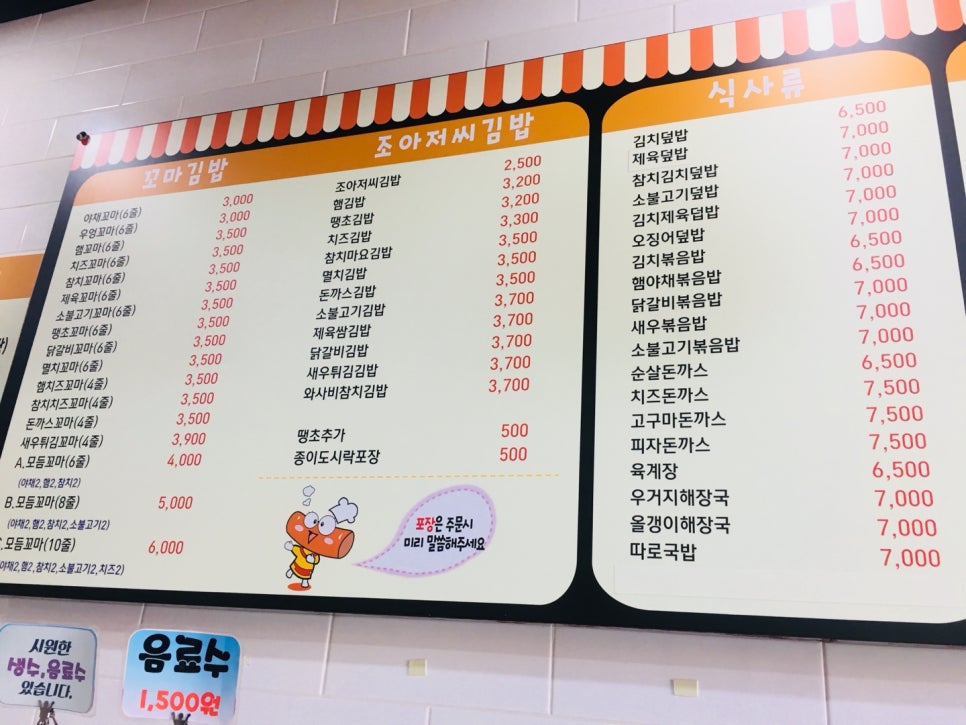 꼬마김밥
야채꼬마(6줄) 3,000
우엉꼬마(6줄) 3,000
햄꼬마(6줄) 3,500
치즈꼬마(6줄) 3,500
참치꼬마(6줄) 3,500
제육꼬마(6줄) 3,500
소불고기꼬마(6줄) 3,500
땡초꼬마(6줄) 3,500
닭갈비꼬마(6줄) 3,500
멸치꼬마(6줄) 3,500
햄치즈꼬마(4줄) 3,500
참치치즈꼬마(4줄) 3,500
돈까스꼬마(4줄) 3,500
새우튀김꼬마(4줄) 3,900
A.모듬꼬마(6줄) 4,000
(야채2,햄2,참치2)
B.모듬꼬마(8줄) 5,000
(야채2,햄2,참치2,소불고기2)
모듬꼬마(10줄) 6,000
야채2,햄2,참치2,소불고기2,치즈2)
조아저씨김밥
조아저씨김밥 2,500
햄김밥 3,200
땡초김밥 3,200
치즈김밥 3,300
참치마요김밥 3,500
멸치김밥 3,500
돈까스김밥 3,500
소불고기김밥 3,700
제육쌈김밥 3,700
닭갈비김밥 3,700
새우튀김김밥 3,700
와사비참치김밥 3,700
땡초추가 500
종이도시락포장 500
포장은 주문시
미리 말씀해주세요
식사류
김치덮밥 6,500
제육덮밥 7,000
참치김치덮밥 7,000
소불고기덮밥 7,000
김치제육덥밥 7,000
오징어덮밥 7,000
김치볶음밥 6,500
햄야채볶음밥 6,500
닭갈비볶음밥 7,000
새우볶음밥 7,000
소불고기볶음밥 7,000
순살돈까스 6,500
치즈돈까스 7,500
고구마돈까스 7,500
피자돈까스 7,500
육계장 6,500
우거지해장국 7,000
올갱이해장국 7,000
따로국밥 7,000
시원한
생수,음료수
있습니다.
음료수
1,500원